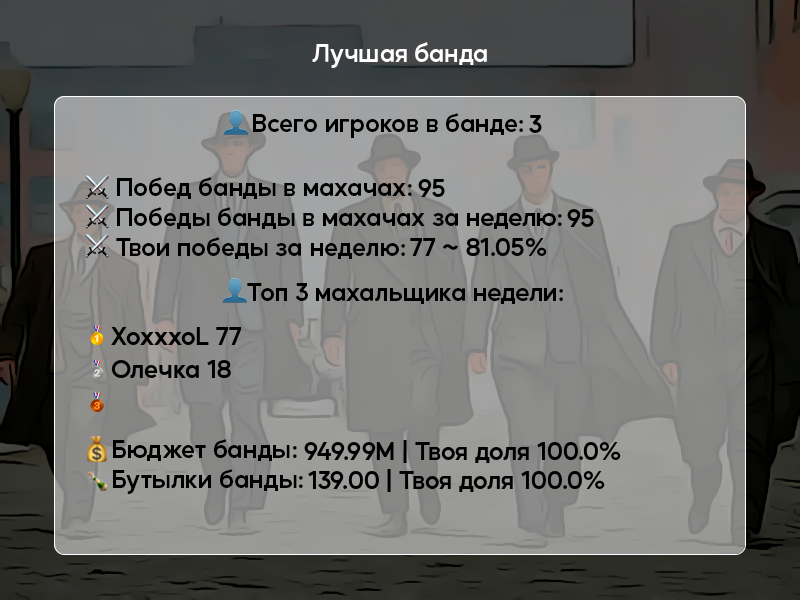 Лучшая банда
👤Всего игроков в банде: 3
⚔ Побед банды в махачах: 95
⚔ Победы банды в махачах за неделю: 95
⚔ Твои победы за неделю: 77 ~ 81.05%
👤Топ 3 махальщика недели:
🥇XoxxxoL 77
🥈Олечка 18
🥉
💰Бюджет банды: 949.99M | Твоя доля 100.0%
🍾Бутылки банды: 139.00 | Твоя доля 100.0%